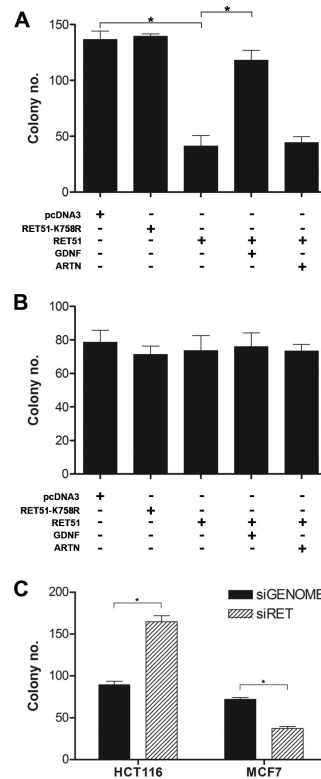 A
*
*
Colony no.
150
100
50
0
pcDNA3 + - - - -
RET51-K758R - + - - -
RET51 - - + + +
GDNF - - - + -
ARTN - - - - +
B
Colony no.
100
80
60
40
20
0
pcDNA3 + - - - -
RET51-K758R - + - - -
RET51 - - + + +
GDNF - - - + -
ARTN - - - - +
C
Colony no.
200
150
100
50
0
siGENOME
siRET
*
*
HCT116 MCF7